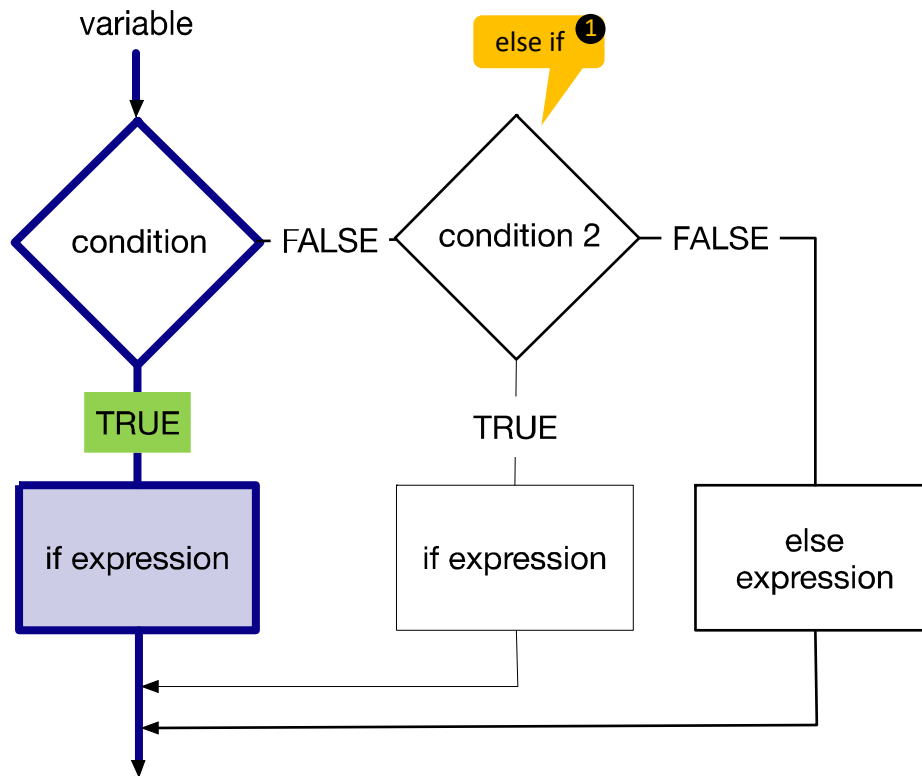 variable
else if 1
condition
FALSE
condition 2
FALSE
TRUE
TRUE
if expression
if expression
else
expression